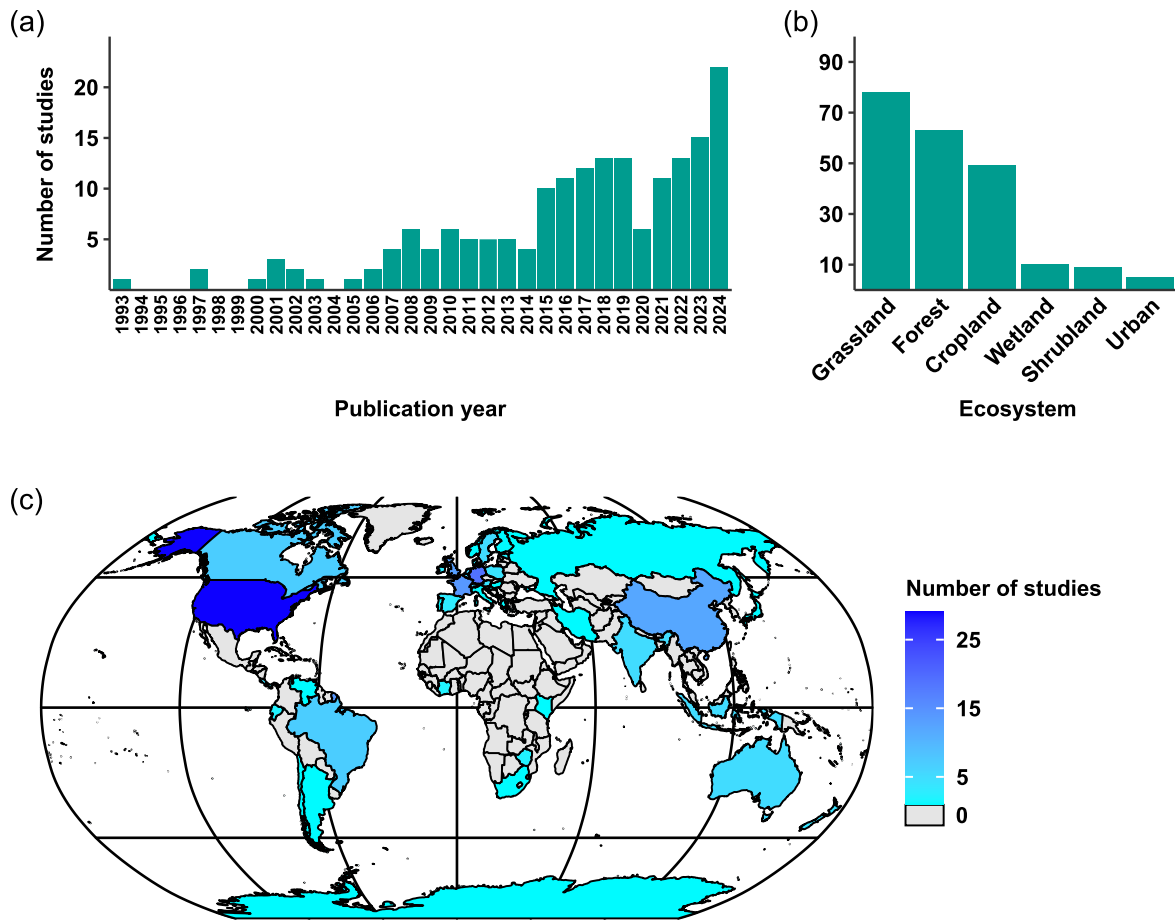 (a)
Number of studies
20
15
10
5
1993 1994 1995 1996 1997 1998 1999 2000 2001 2002 2003 2004 2005 2006 2007 2008 2009 2010 2011 2012 2013 2014 2015 2016 2017 2018 2019 2020 2021 2022 2023 2024
Publication year
(b)
90
70
50
30
10
Grassland Forest Cropland Wetland Shrubland Urban
Ecosystem
(c)
Number of studies
25
15
5
0